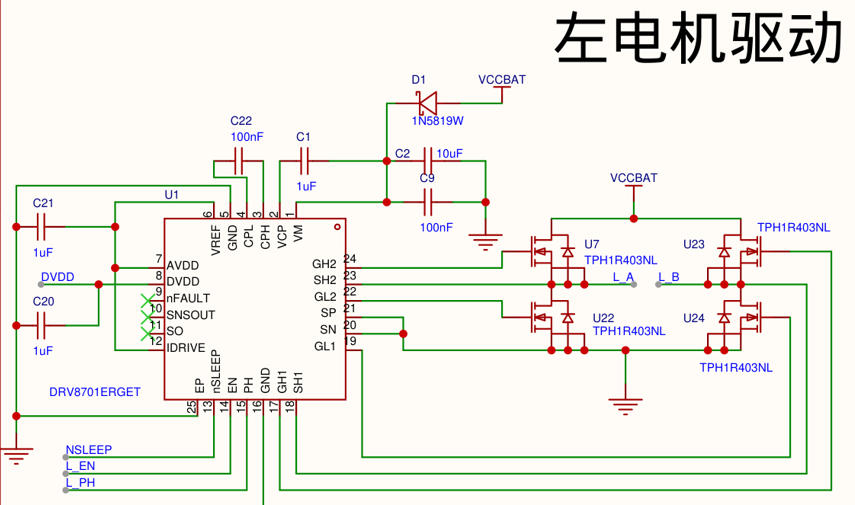 左电机驱动
D1
VCCBAT
1N5819W
C22
100nF
C1
1uF
C2
10uF
C9
100nF
VCCBAT
C21
1uF
U1
6
5
4
3
2
1
VREF
GND
CPL
CPH
VCP
VM
TPH1R403NL
U7
TPH1R403NL
U23
7
AVDD
GH2
24
DVDD
8
DVDD
SH2
23
L_A
L_B
9
nFAULT
GL2
22
10
SNSOUT
SP
21
C20
1uF
11
SO
SN
20
U22
TPH1R403NL
U24
12
IDRIVE
GL1
19
TPH1R403NL
DRV8701ERGET
EP
nSLEEP
EN
PH
GND
GH1
SH1
25
13
14
15
16
17
18
NSLEEP
L_EN
L_PH